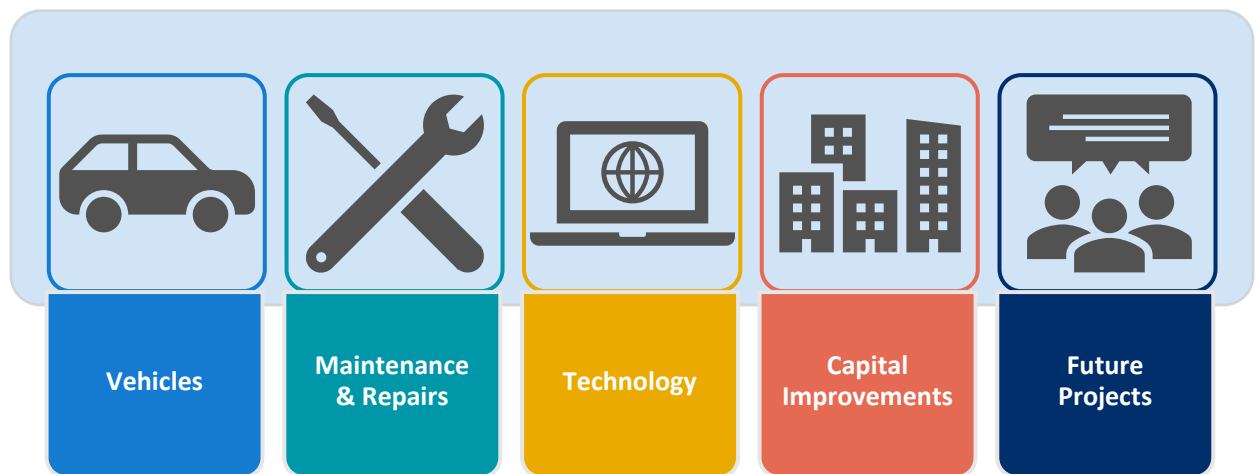 Vehicles
Maintenance
& Repairs
Technology
Capital
Improvements
Future
Projects